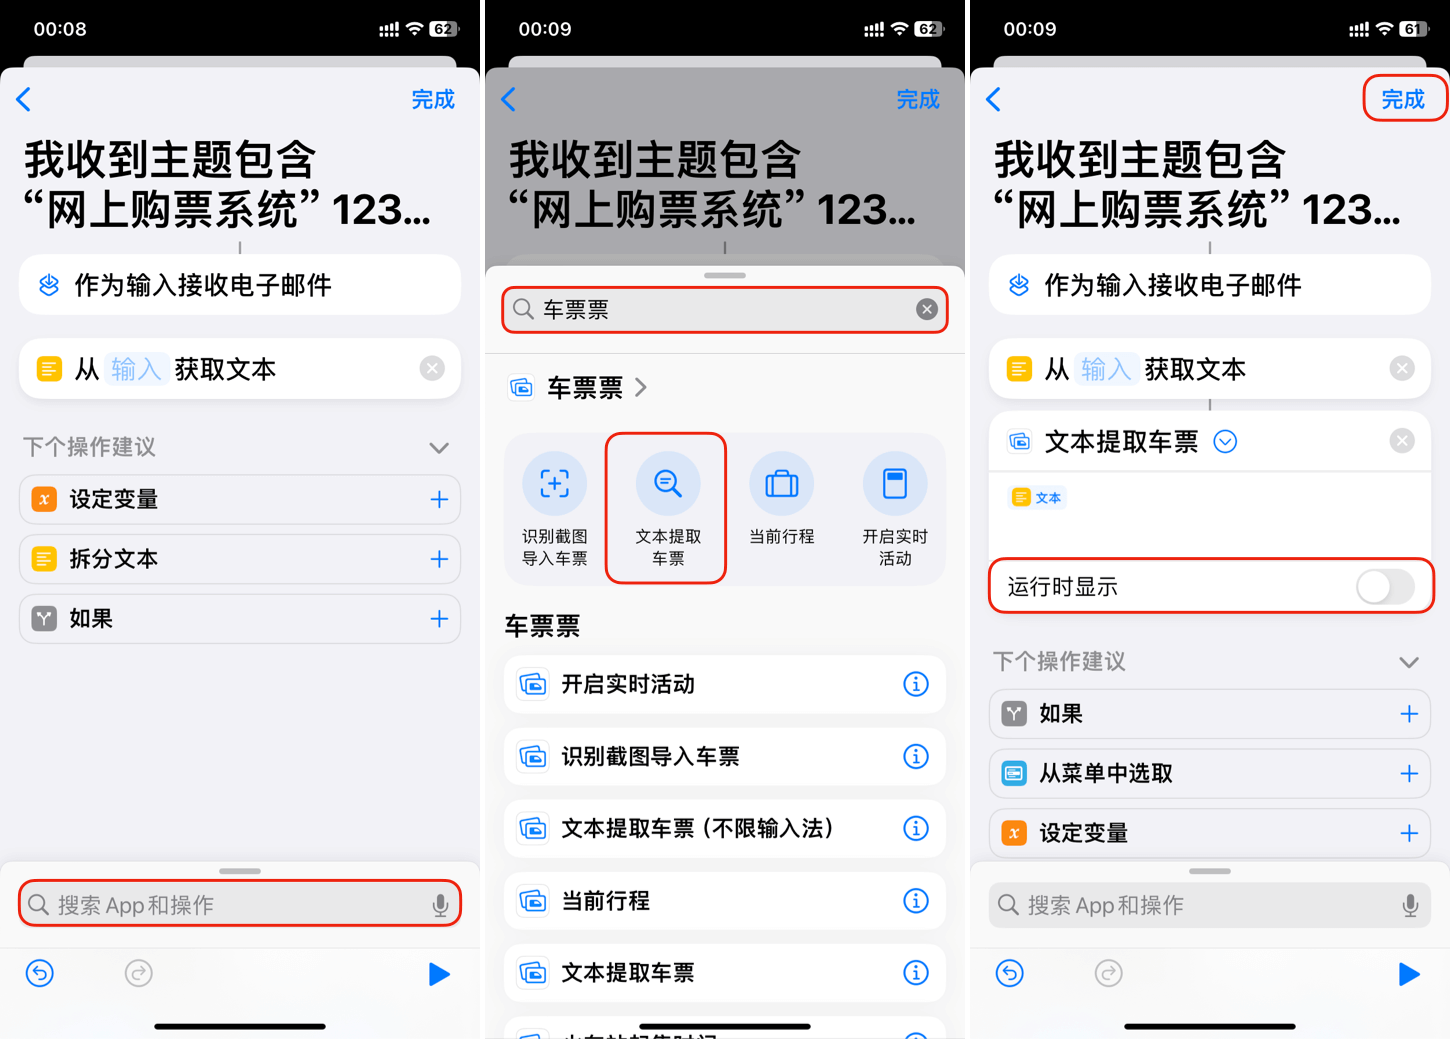 00:08
62
完成
我收到主题包含
“网上购票系统” 123...
作为输入接收电子邮件
从 输入 获取文本
下个操作建议
设定变量
拆分文本
如果
搜索 App 和操作
00:09
62
完成
我收到主题包含
“网上购票系统” 123...
车票票
车票票
识别截图
导入车票
文本提取
车票
当前行程
开启实时
活动
车票票
开启实时活动
识别截图导入车票
文本提取车票（不限输入法）
当前行程
文本提取车票
00:09
61
完成
我收到主题包含
“网上购票系统” 123...
作为输入接收电子邮件
从 输入 获取文本
文本提取车票
文本
运行时显示
下个操作建议
如果
从菜单中选取
设定变量
搜索 App 和操作